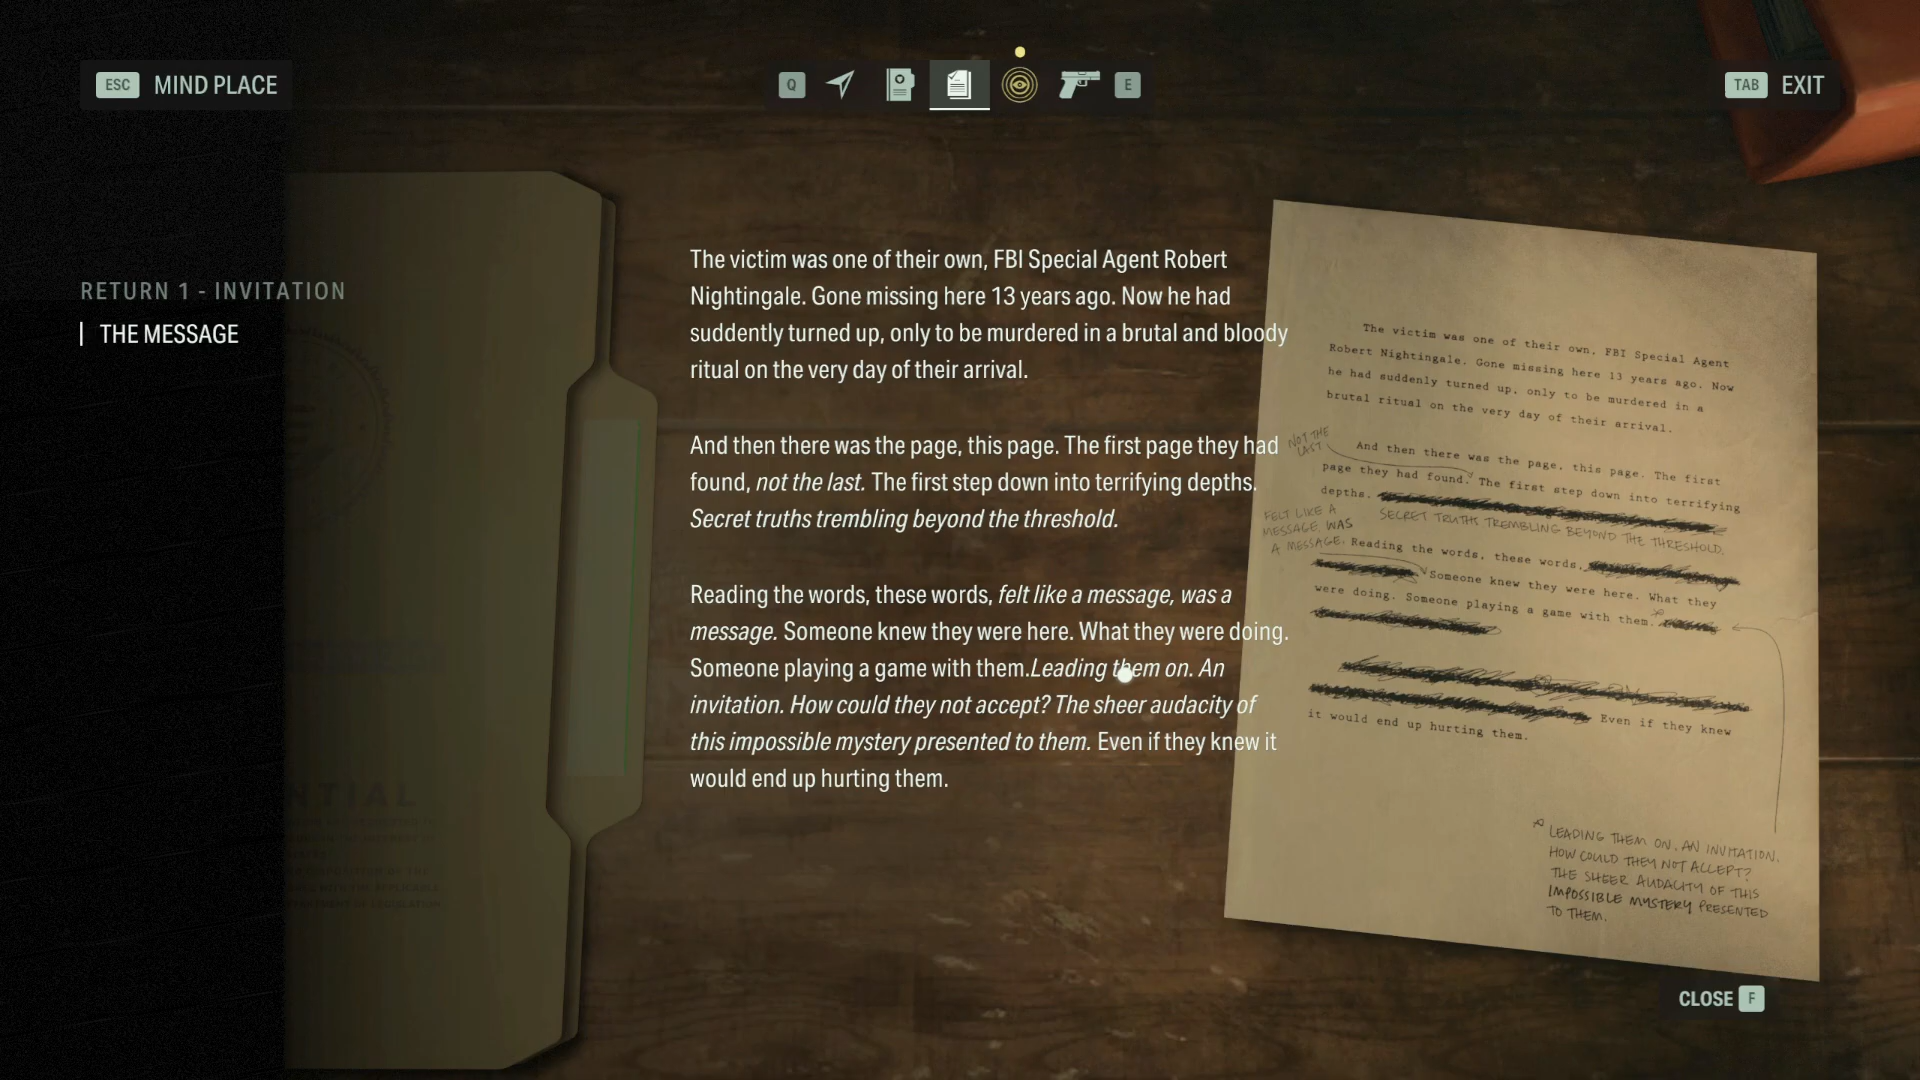 ESC MIND PLACE
Q
E
TAB EXIT
RETURN 1 - INVITATION
THE MESSAGE
The victim was one of their own, FBI Special Agent Robert
Nightingale. Gone missing here 13 years ago. Now he had
suddenly turned up, only to be murdered in a brutal and bloody
ritual on the very day of their arrival.
And then there was the page, this page. The first page they had
found, not the last. The first step down into terrifying depths.
Secret truths trembling beyond the threshold.
Reading the words, these words, felt like a message, was a
message. Someone knew they were here. What they were doing.
Someone playing a game with them.Leading them on. An
invitation. How could they not accept? The sheer audacity of
this impossible mystery presented to them. Even if they knew it
would end up hurting them.
The victim was one of their own, FBI Special Agent
Robert Nightingale. Gone missing here 13 years ago. Now
he had suddenly turned up, only to be murdered in a
brutal ritual on the very day of their arrival.
NOT THE
LAST.
And then there was the page, this page. The first
page they had found. The first step down into terrifying
depths.
SECRET TRUTHS TREMBLING BEYOND THE THRESHOLD.
FELT LIKE A
MESSAGE, WAS
A MESSAGE.
Reading the words, these words,
Someone knew they were here. What they
were doing. Someone playing a game with them.
Even if they knew
it would end up hurting them.
LEADING THEM ON. AN INVITATION.
HOW COULD THEY NOT ACCEPT?
THE SHEER AUDACITY OF THIS
IMPOSSIBLE MYSTERY PRESENTED
TO THEM.
NTIAL
CLOSE F